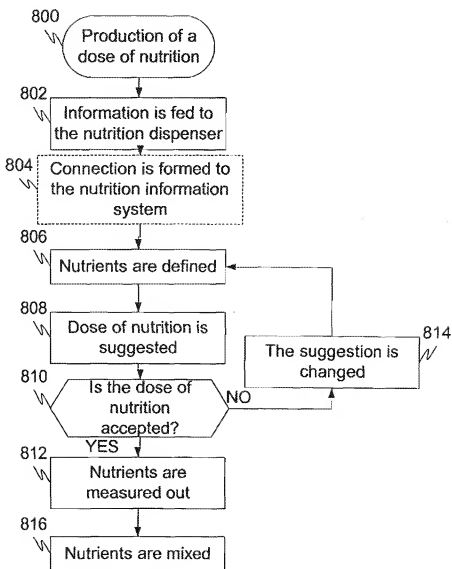 800
Production of a
dose of nutrition
802
Information is fed to
the nutrition dispenser
804
Connection is formed to
the nutrition information
system
806
Nutrients are defined
808
Dose of nutrition is
suggested
814
The suggestion is
changed
810
Is the dose of
nutrition
accepted?
NO
YES
812
Nutrients are
measured out
816
Nutrients are mixed